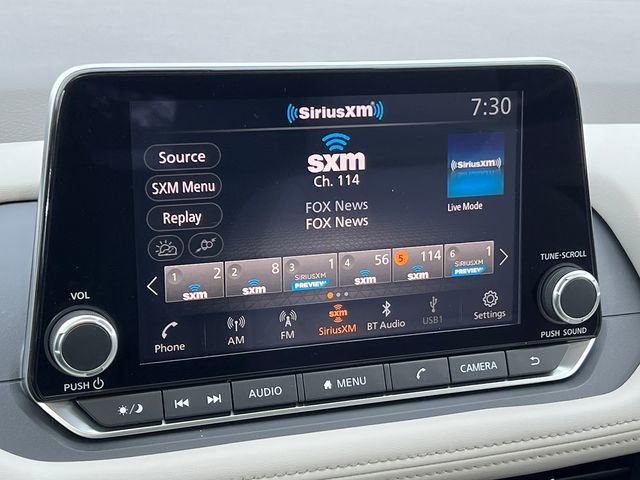 SiriusXM
7:30
Source
SXM Menu
Replay
sxm
Ch. 114
FOX News
FOX News
SiriusXM
Live Mode
1 2 sxm
2 8 sxm
3 1 SIRIUSXM PREVIEW
4 56 sxm
5 114 sxm
6 1 SIRIUSXM PREVIEW
Phone
AM
FM
sxm
SiriusXM
BT Audio
USB1
Settings
VOL
PUSH
TUNE·SCROLL
PUSH SOUND
AUDIO
MENU
CAMERA